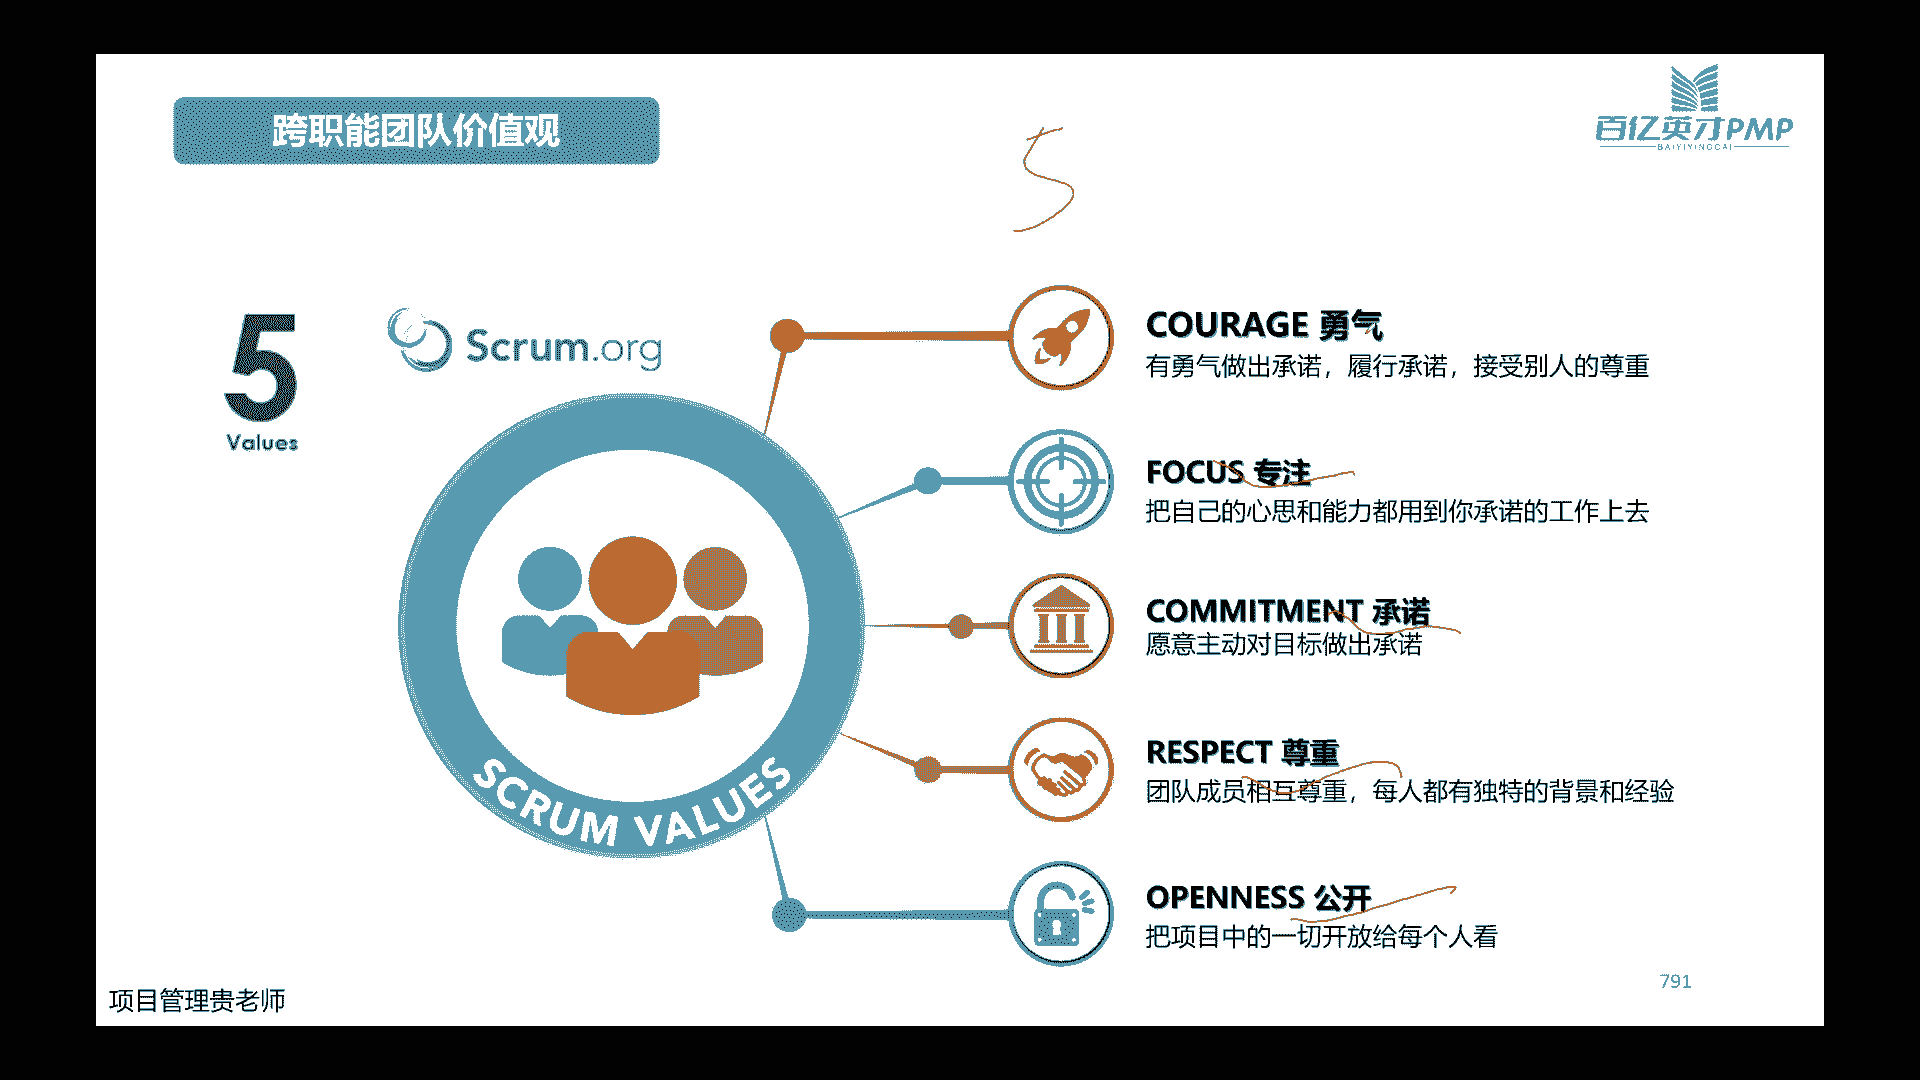 跨职能团队价值观
百亿英才PMP
BAIYIYINGCAI
5
5
Values
Scrum.org
SCRUM VALUES
COURAGE 勇气
有勇气做出承诺，履行承诺，接受别人的尊重
FOCUS 专注
把自己的心思和能力都用到你承诺的工作上去
COMMITMENT 承诺
愿意主动对目标做出承诺
RESPECT 尊重
团队成员相互尊重，每人都有独特的背景和经验
OPENNESS 公开
把项目中的一切开放给每个人看
791
项目管理贵老师